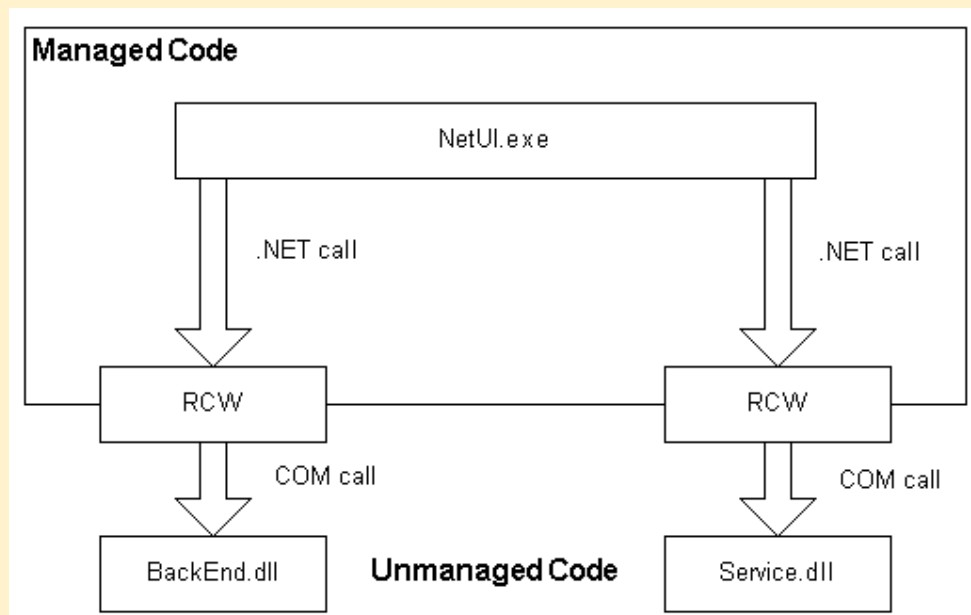 Managed Code
NetUI.exe
.NET call
.NET call
RCW
RCW
COM call
COM call
BackEnd.dll
Unmanaged Code
Service.dll